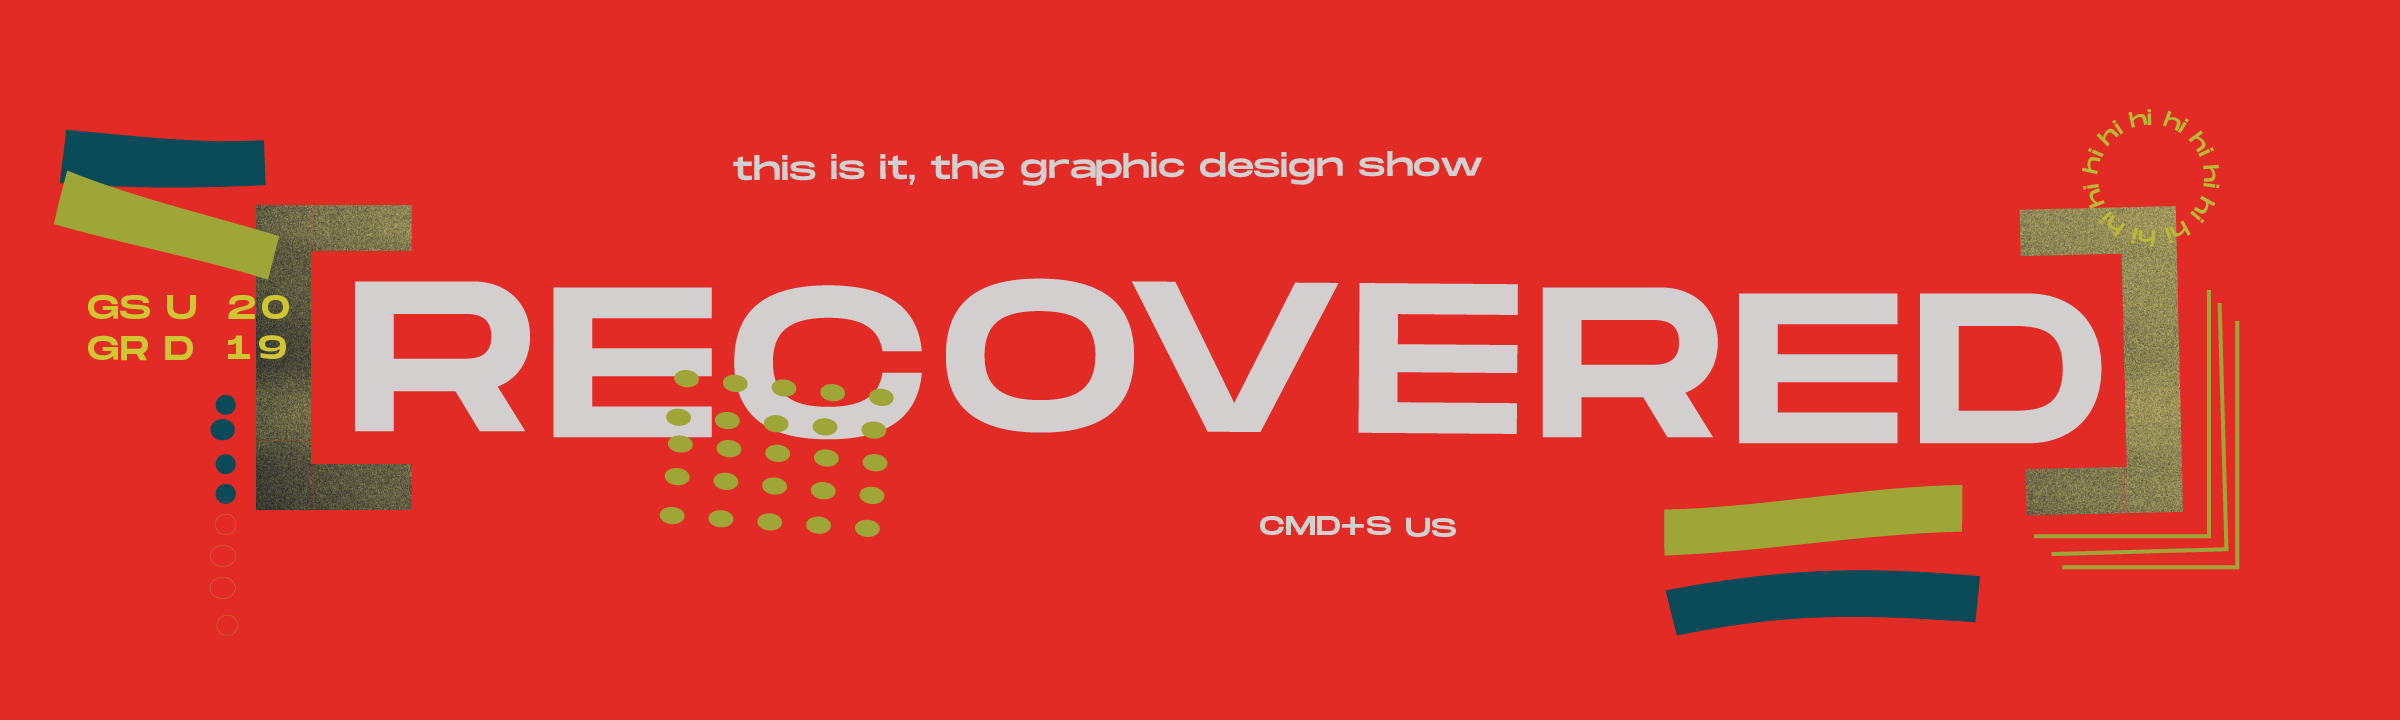 this is it, the graphic design show
hi hi hi hi hi hi hi hi hi hi hi
GS U 20
GR D 19
[RECOVERED]
CMD+S US